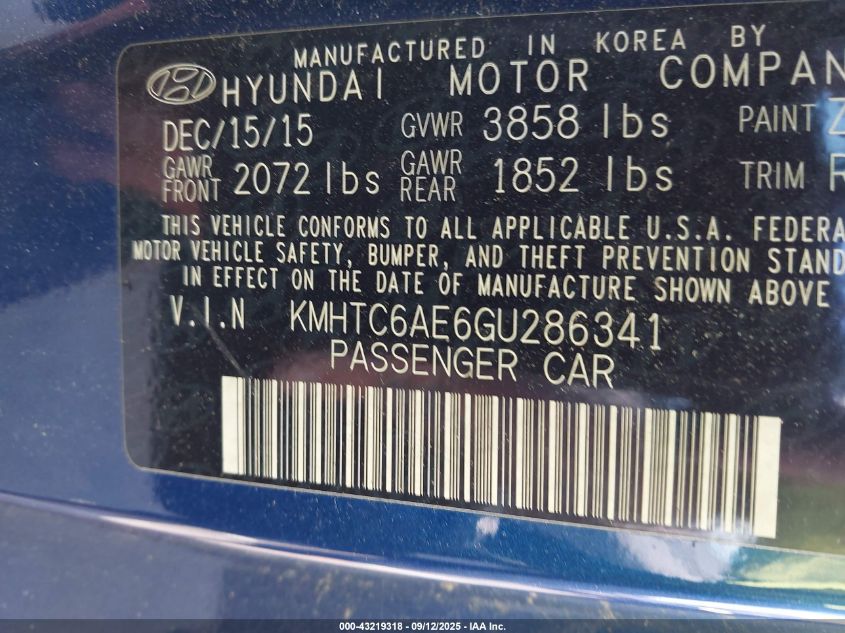 MANUFACTURED IN KOREA BY
HYUNDAI MOTOR COMPAN
DEC/15/15 GVWR 3858 lbs PAINT Z
GAWR FRONT 2072 lbs GAWR REAR 1852 lbs TRIM R
THIS VEHICLE CONFORMS TO ALL APPLICABLE U.S.A. FEDERA
MOTOR VEHICLE SAFETY, BUMPER, AND THEFT PREVENTION STAND
IN EFFECT ON THE DATE OF MANUFACTURE SHOWN ABOVE
V.I.N KMHTC6AE6GU286341
PASSENGER CAR
000-43219318 - 09/12/2025 - IAA Inc.